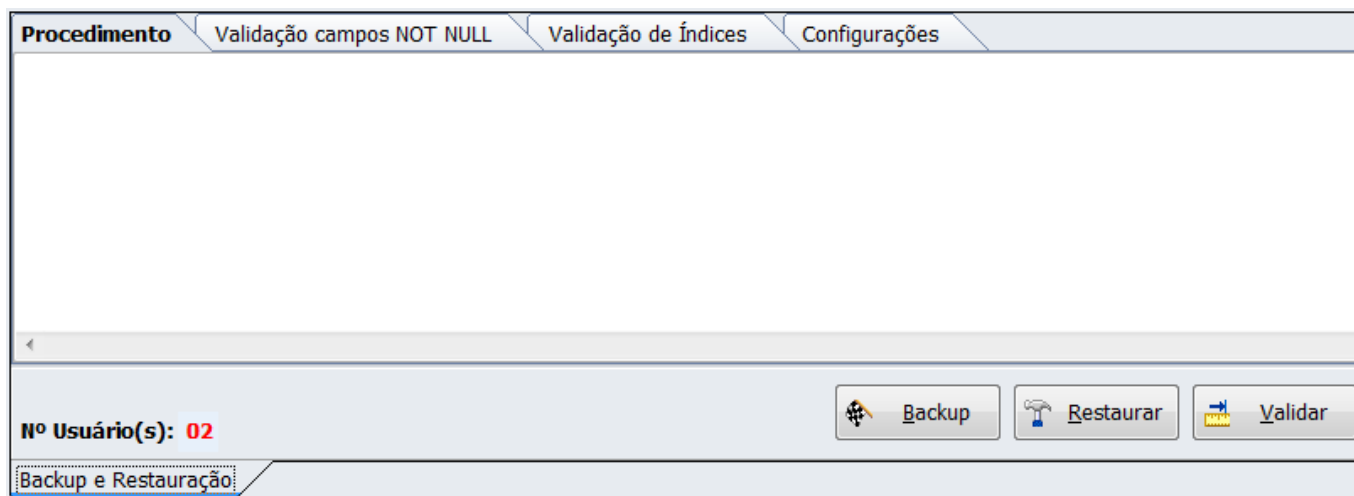 Procedimento Validação campos NOT NULL Validação de Índices Configurações
Backup Restaurar Validar
Nº Usuário(s): 02
Backup e Restauração